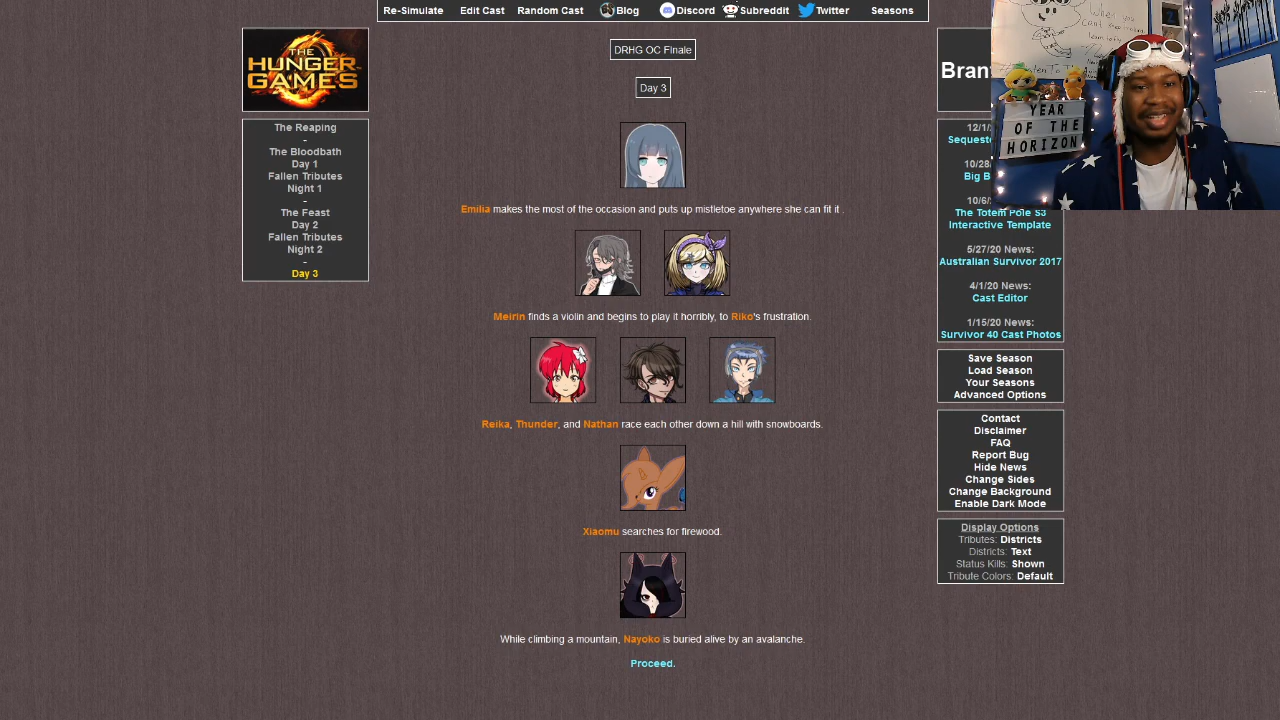 Re-Simulate Edit Cast Random Cast Blog Discord Subreddit Twitter Seasons
THE
HUNGER
GAMES
The Reaping
-
The Bloodbath
Day 1
Fallen Tributes
Night 1
-
The Feast
Day 2
Fallen Tributes
Night 2
-
Day 3
DRHG OC FInale
Day 3
Emilia makes the most of the occasion and puts up mistletoe anywhere she can fit it .
Meirin finds a violin and begins to play it horribly, to Riko's frustration.
Reika, Thunder, and Nathan race each other down a hill with snowboards.
Xiaomu searches for firewood.
While climbing a mountain, Nayoko is buried alive by an avalanche.
Proceed.
YEAR
OF THE
HORIZON
The Totem Pole S3
Interactive Template
5/27/20 News:
Australian Survivor 2017
4/1/20 News:
Cast Editor
1/15/20 News:
Survivor 40 Cast Photos
Save Season
Load Season
Your Seasons
Advanced Options
Contact
Disclaimer
FAQ
Report Bug
Hide News
Change Sides
Change Background
Enable Dark Mode
Display Options
Tributes: Districts
Districts: Text
Status Kills: Shown
Tribute Colors: Default